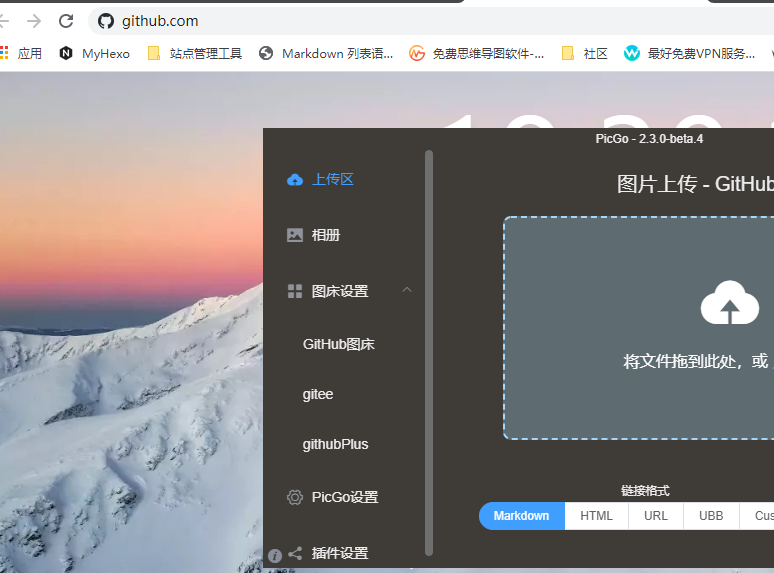 github.com
应用
MyHexo
站点管理工具
Markdown 列表语...
免费思维导图软件-...
社区
最好免费VPN服务...
PicGo - 2.3.0-beta.4
上传区
图片上传 - GitHub
相册
图床设置
将文件拖到此处，或
GitHub图床
gitee
githubPlus
PicGo设置
链接格式
Markdown
HTML
URL
UBB
Cus
插件设置